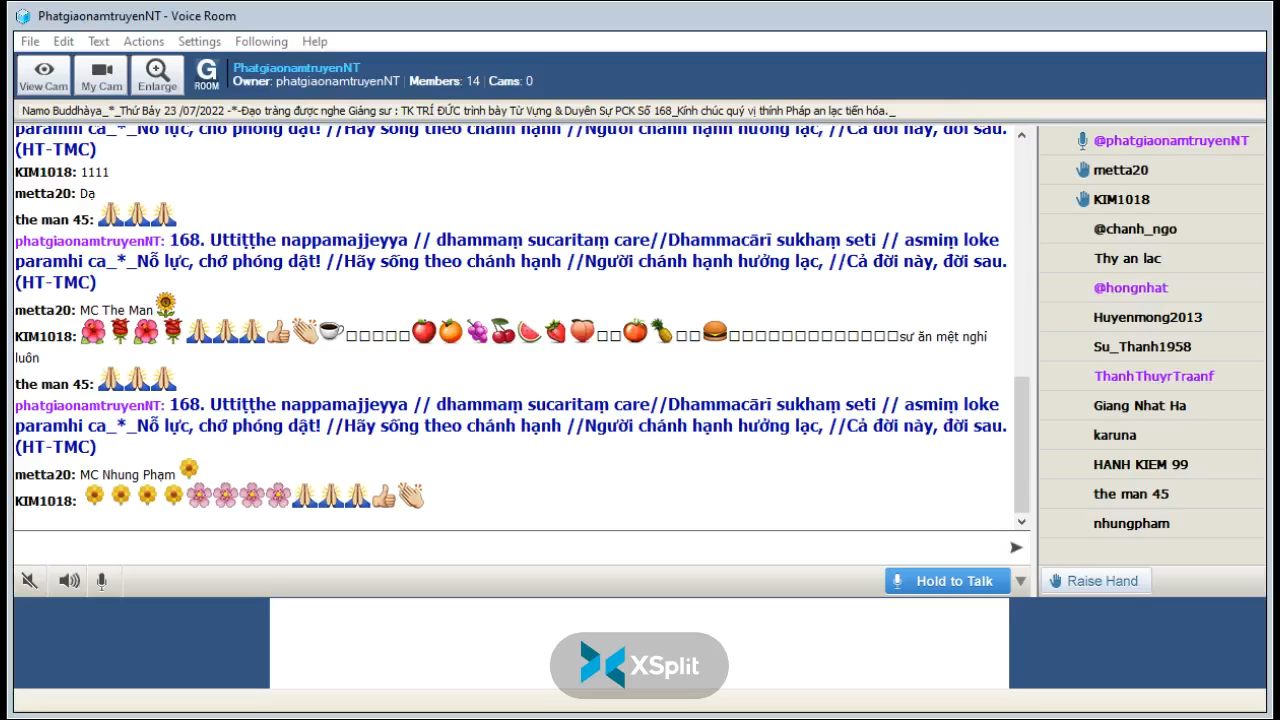 PhatgiaonamtruyenNT - Voice Room
File Edit Text Actions Settings Following Help
View Cam My Cam Enlarge G ROOM
PhatgiaonamtruyenNT
Owner: phatgiaonamtruyenNT | Members: 14 | Cams: 0
Namo Buddhàya_*_Thứ Bảy 23 /07/2022 -*-Đạo tràng được nghe Giảng sư : TK TRÍ ĐỨC trình bày Từ Vựng & Duyên Sự PCK Số 168_Kính chúc quý vị thính Pháp an lạc tiến hóa._
paramhi ca_*_Nỗ lực, chớ phóng dật! //Hãy sống theo chánh hạnh //Người chánh hạnh hưởng lạc, //Cả đời này, đời sau.
(HT-TMC)
KIM1018: 1111
metta20: Dạ
the man 45: 🙏🙏🙏
phatgiaonamtruyenNT: 168. Uttiṭṭhe nappamajjeyya // dhammaṃ sucaritaṃ care//Dhammacārī sukhaṃ seti // asmiṃ loke
paramhi ca_*_Nỗ lực, chớ phóng dật! //Hãy sống theo chánh hạnh //Người chánh hạnh hưởng lạc, //Cả đời này, đời sau.
(HT-TMC)
metta20: MC The Man 🌻
KIM1018: 🌺🌹🌺🌹🙏🙏🙏👍👏☕□□□□□🍎🍊🍇🍒🍉🍓🍑□□🍅🍍□□🍔□□□□□□□□□□□□□sư ăn mệt nghỉ
luôn
the man 45: 🙏🙏🙏
phatgiaonamtruyenNT: 168. Uttiṭṭhe nappamajjeyya // dhammaṃ sucaritaṃ care//Dhammacārī sukhaṃ seti // asmiṃ loke
paramhi ca_*_Nỗ lực, chớ phóng dật! //Hãy sống theo chánh hạnh //Người chánh hạnh hưởng lạc, //Cả đời này, đời sau.
(HT-TMC)
metta20: MC Nhung Phạm 🌼
KIM1018: 🌼🌼🌼🌼🌸🌸🌸🌸🙏🙏🙏👍👏
@phatgiaonamtruyenNT
metta20
KIM1018
@chanh_ngo
Thy an lac
@hongnhat
Huyenmong2013
Su_Thanh1958
ThanhThuyrTraanf
Giang Nhat Ha
karuna
HANH KIEM 99
the man 45
nhungpham
Hold to Talk
Raise Hand
XSplit